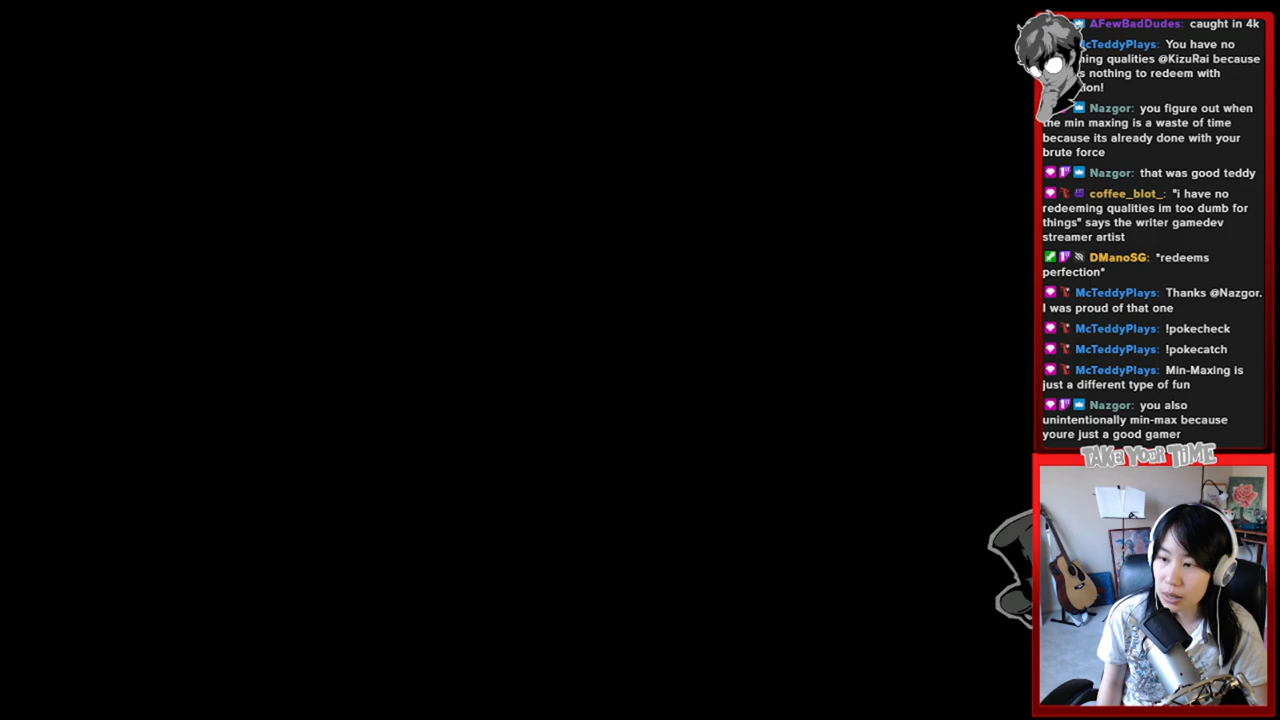 AFewBadDudes: caught in 4k
cTeddyPlays: You have no
ning qualities @KizuRai because
s nothing to redeem with
ion!
Nazgor: you figure out when
the min maxing is a waste of time
because its already done with your
brute force
Nazgor: that was good teddy
coffee_blot_: "i have no
redeeming qualities im too dumb for
things" says the writer gamedev
streamer artist
DManoSG: *redeems
perfection*
McTeddyPlays: Thanks @Nazgor.
I was proud of that one
McTeddyPlays: !pokecheck
McTeddyPlays: !pokecatch
McTeddyPlays: Min-Maxing is
just a different type of fun
Nazgor: you also
unintentionally min-max because
youre just a good gamer
TAKE YOUR TIME